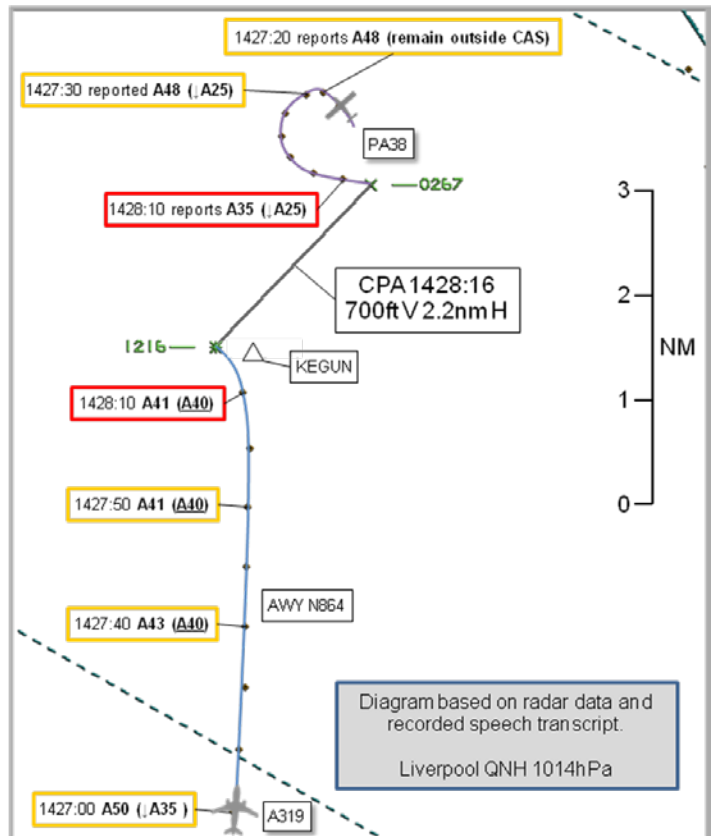 1427:20 reports A48 (remain outside CAS)
1427:30 reported A48 (↓A25)
PA38
0267
1428:10 reports A35 (↓A25)
3
CPA 1428:16
700ft V 2.2nm H
2
NM
1216
KEGUN
1428:10 A41 (A40)
1
1427:50 A41 (A40)
0
AWY N864
1427:40 A43 (A40)
Diagram based on radar data and
recorded speech transcript.
Liverpool QNH 1014hPa
1427:00 A50 (↓A35 )
A319